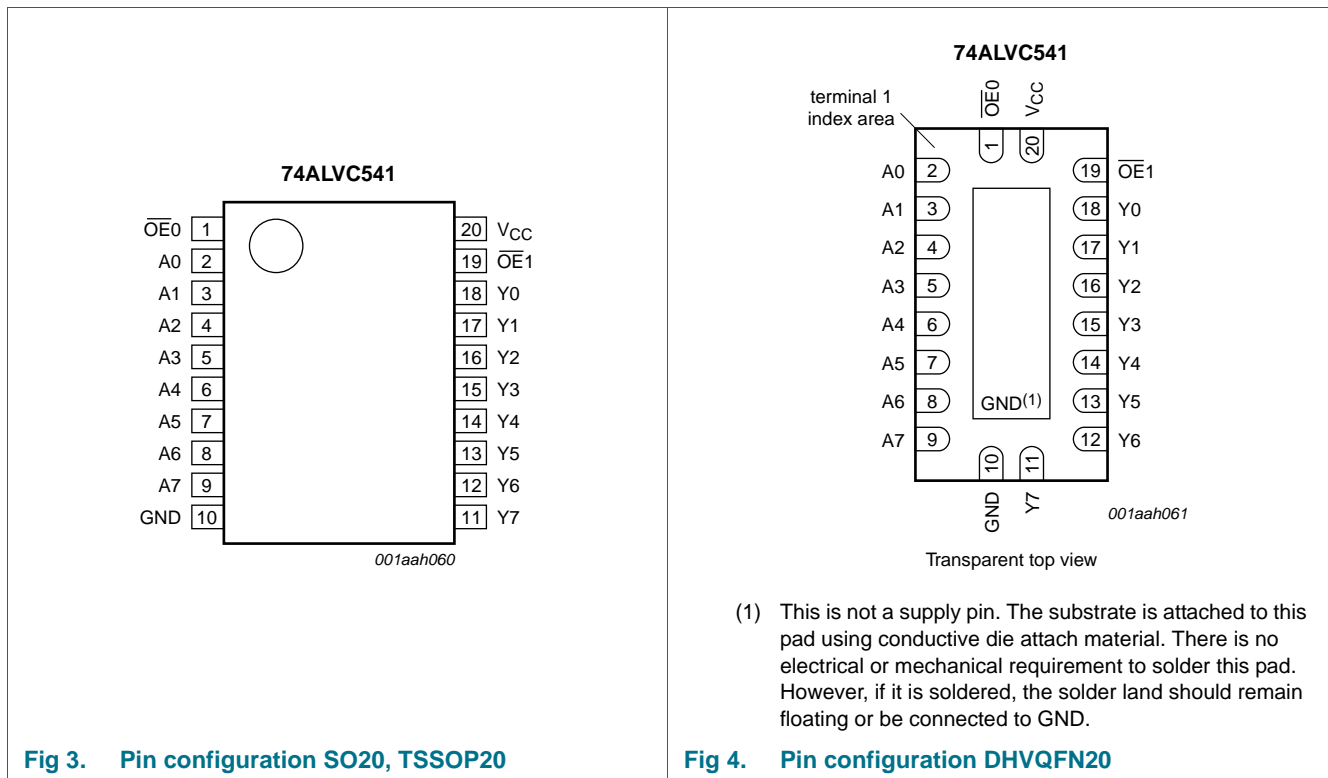 74ALVC541
OE0 1 20 VCC
A0 2 19 OE1
A1 3 18 Y0
A2 4 17 Y1
A3 5 16 Y2
A4 6 15 Y3
A5 7 14 Y4
A6 8 13 Y5
A7 9 12 Y6
GND 10 11 Y7
001aah060
Fig 3. Pin configuration SO20, TSSOP20
74ALVC541
terminal 1
index area
OE0 VCC
1 20
A0 2 19 OE1
A1 3 18 Y0
A2 4 17 Y1
A3 5 16 Y2
A4 6 15 Y3
A5 7 14 Y4
A6 8 GND(1) 13 Y5
A7 9 12 Y6
10 11
GND Y7
001aah061
Transparent top view
(1) This is not a supply pin. The substrate is attached to this
pad using conductive die attach material. There is no
electrical or mechanical requirement to solder this pad.
However, if it is soldered, the solder land should remain
floating or be connected to GND.
Fig 4. Pin configuration DHVQFN20